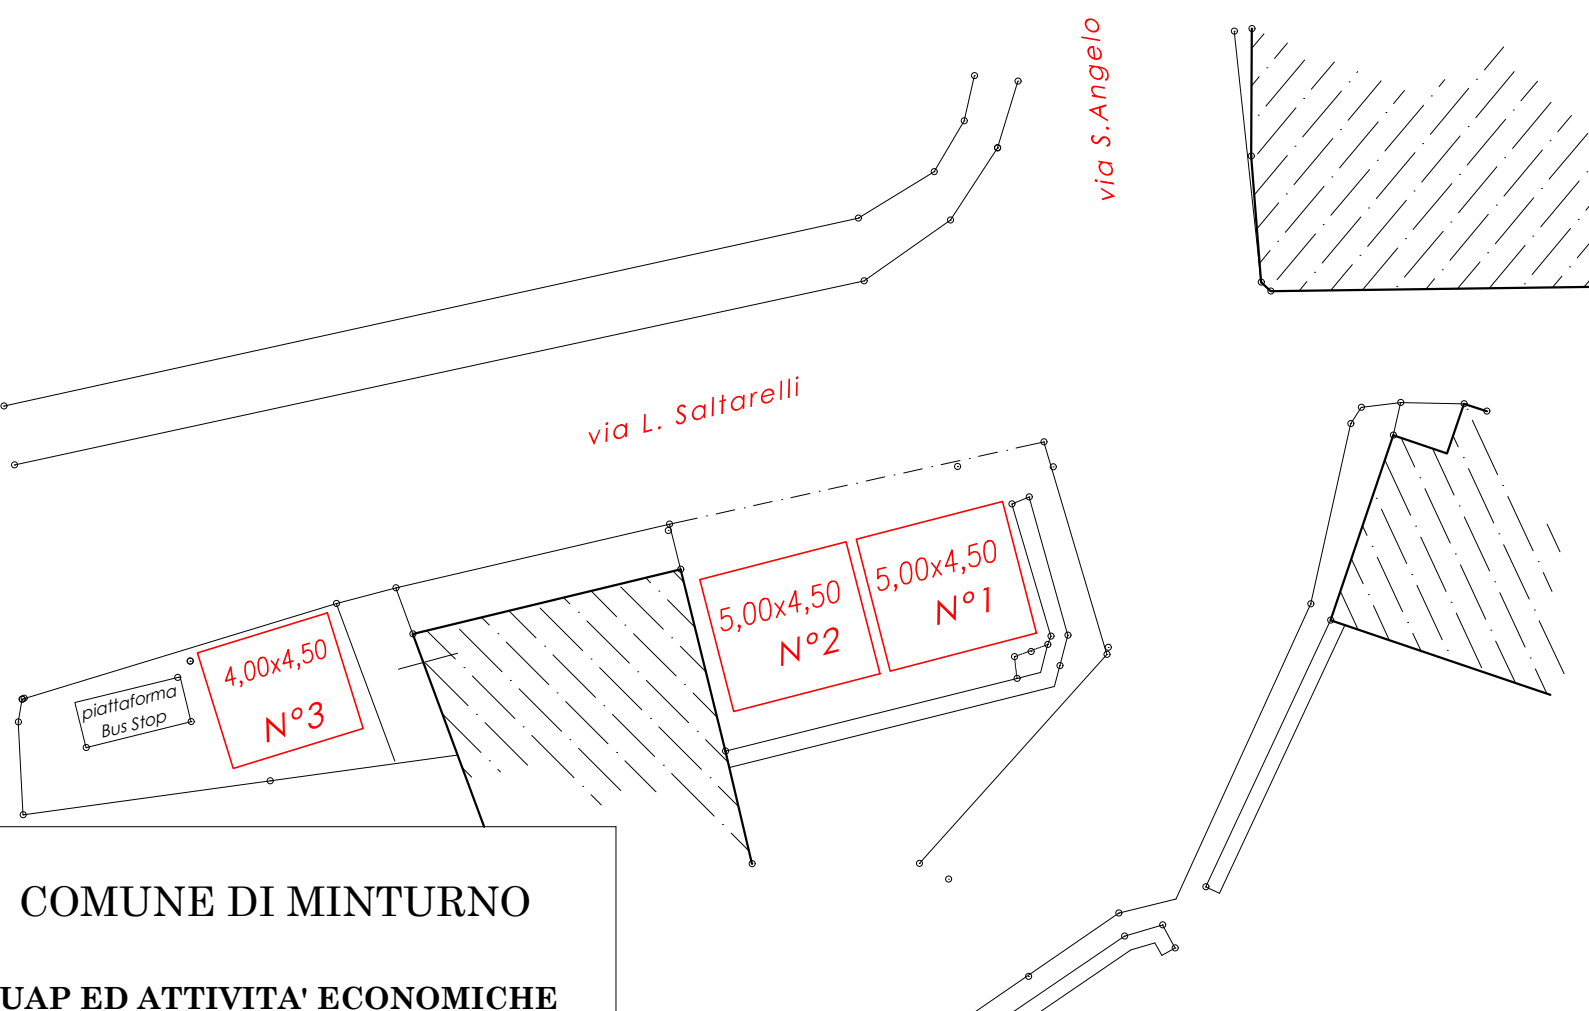 via S.Angelo
via L. Saltarelli
5,00x4,50
N°1
5,00x4,50
N°2
4,00x4,50
N°3
piattaforma
Bus Stop
COMUNE DI MINTURNO
UAP ED ATTIVITA' ECONOMICHE